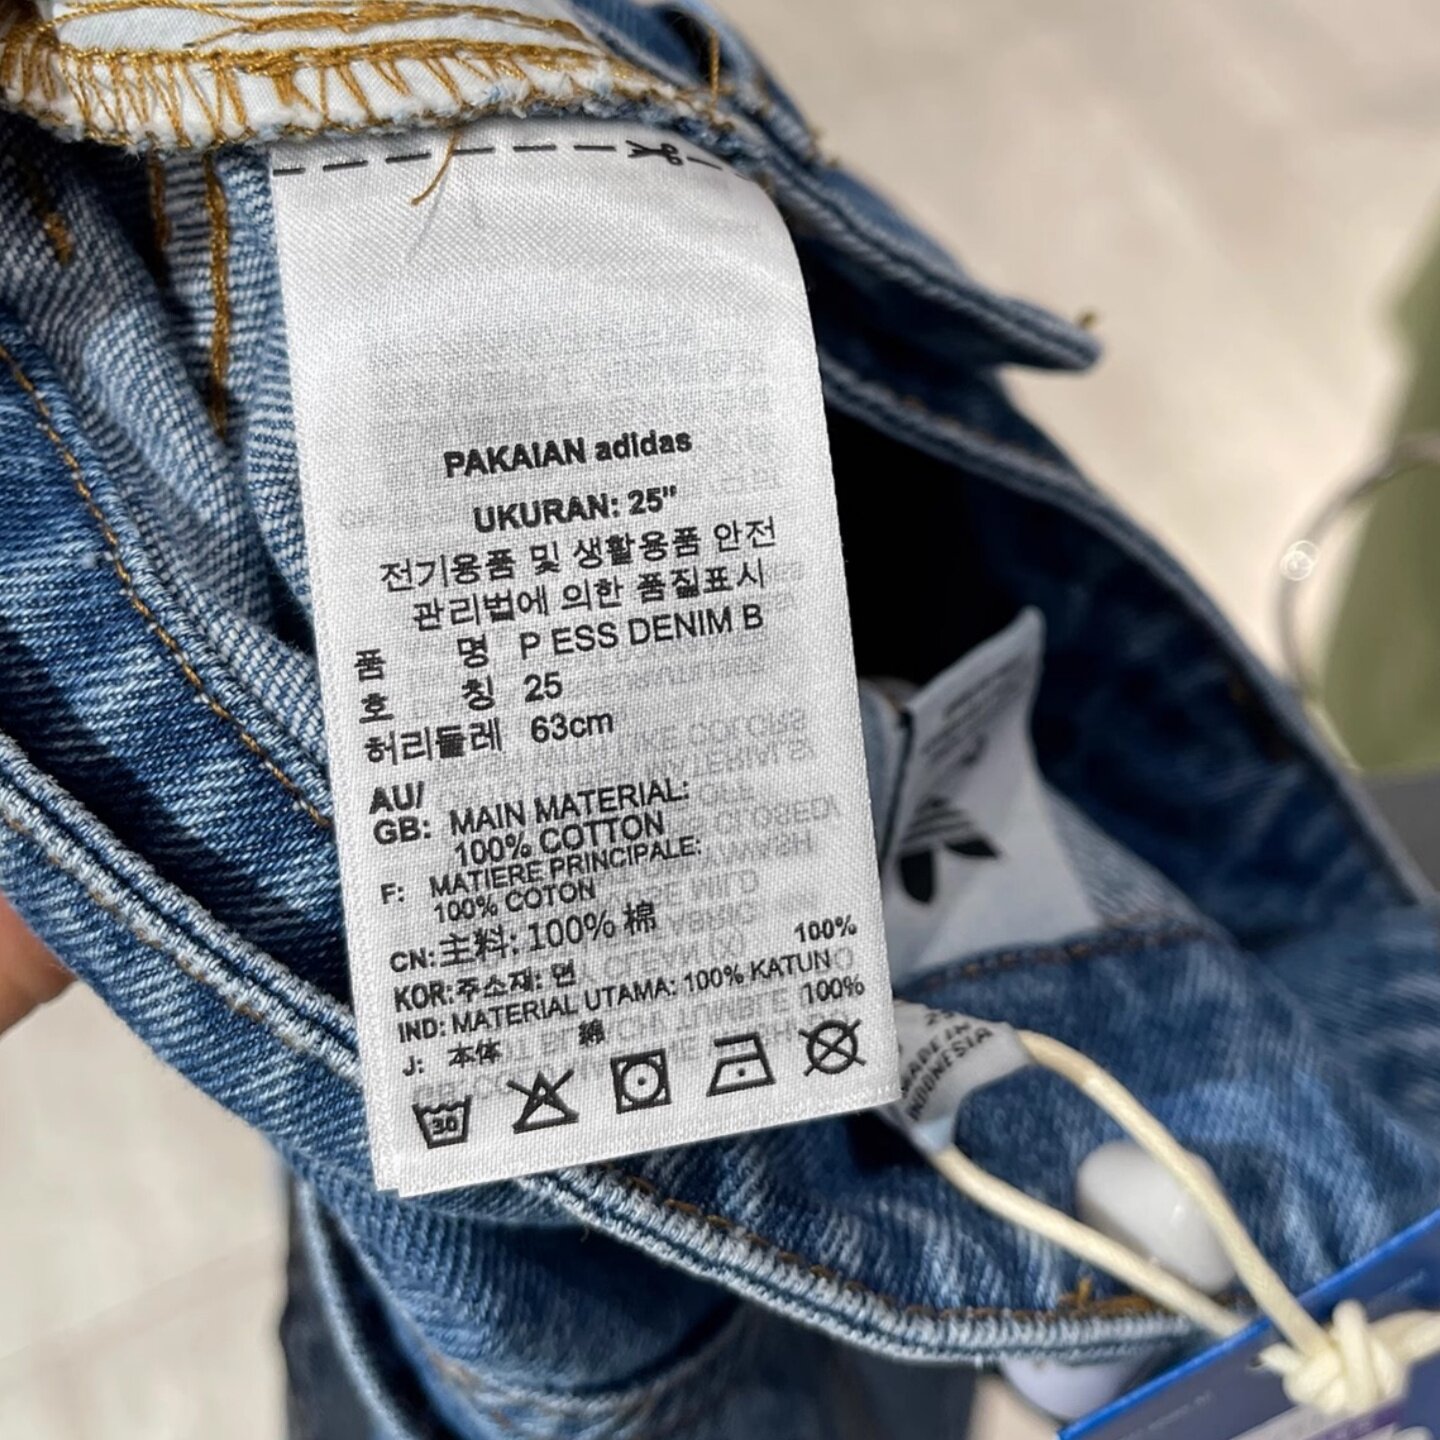 PAKAIAN adidas
UKURAN: 25"
전기용품 및 생활용품 안전
관리법에 의한 품질표시
품 명 P ESS DENIM B
호 칭 25
허리둘레 63cm
AU/
GB: MAIN MATERIAL:
100% COTTON
F: MATIERE PRINCIPALE:
100% COTON
CN: 主料: 100% 棉
KOR: 주소재: 면 100%
IND: MATERIAL UTAMA: 100% KATUN
J: 本体 綿 100%
30
MADE IN
INDONESIA